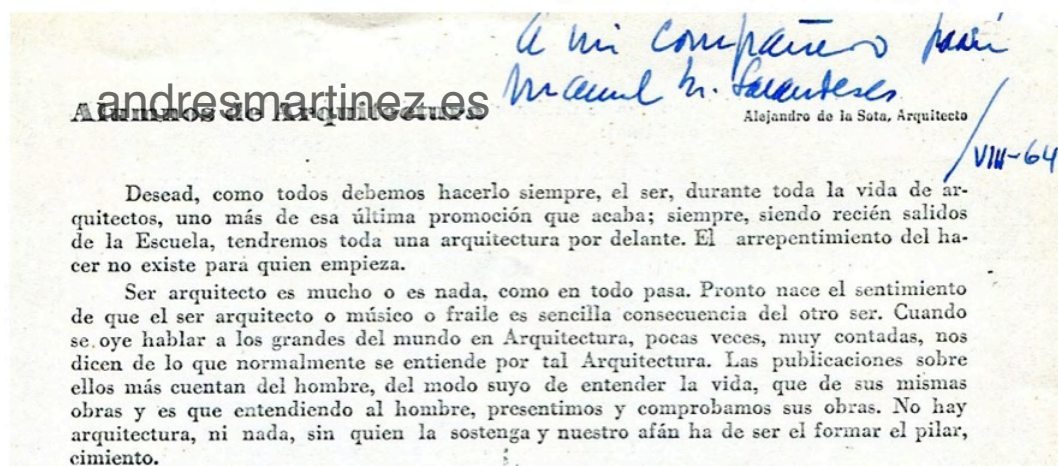 a mi compañero
Manuel
andresmartinez.es
Alumnos de Arquitectura
Alejandro de la Sota, Arquitecto
VIII-64
Desead, como todos debemos hacerlo siempre, el ser, durante toda la vida de ar-
quitectos, uno más de esa última promoción que acaba; siempre, siendo recién salidos
de la Escuela, tendremos toda una arquitectura por delante. El arrepentimiento del ha-
cer no existe para quien empieza.
Ser arquitecto es mucho o es nada, como en todo pasa. Pronto nace el sentimiento
de que el ser arquitecto o músico o fraile es sencilla consecuencia del otro ser. Cuando
se oye hablar a los grandes del mundo en Arquitectura, pocas veces, muy contadas, nos
dicen de lo que normalmente se entiende por tal Arquitectura. Las publicaciones sobre
ellos más cuentan del hombre, del modo suyo de entender la vida, que de sus mismas
obras y es que entendiendo al hombre, presentimos y comprobamos sus obras. No hay
arquitectura, ni nada, sin quien la sostenga y nuestro afán ha de ser el formar el pilar,
cimiento.